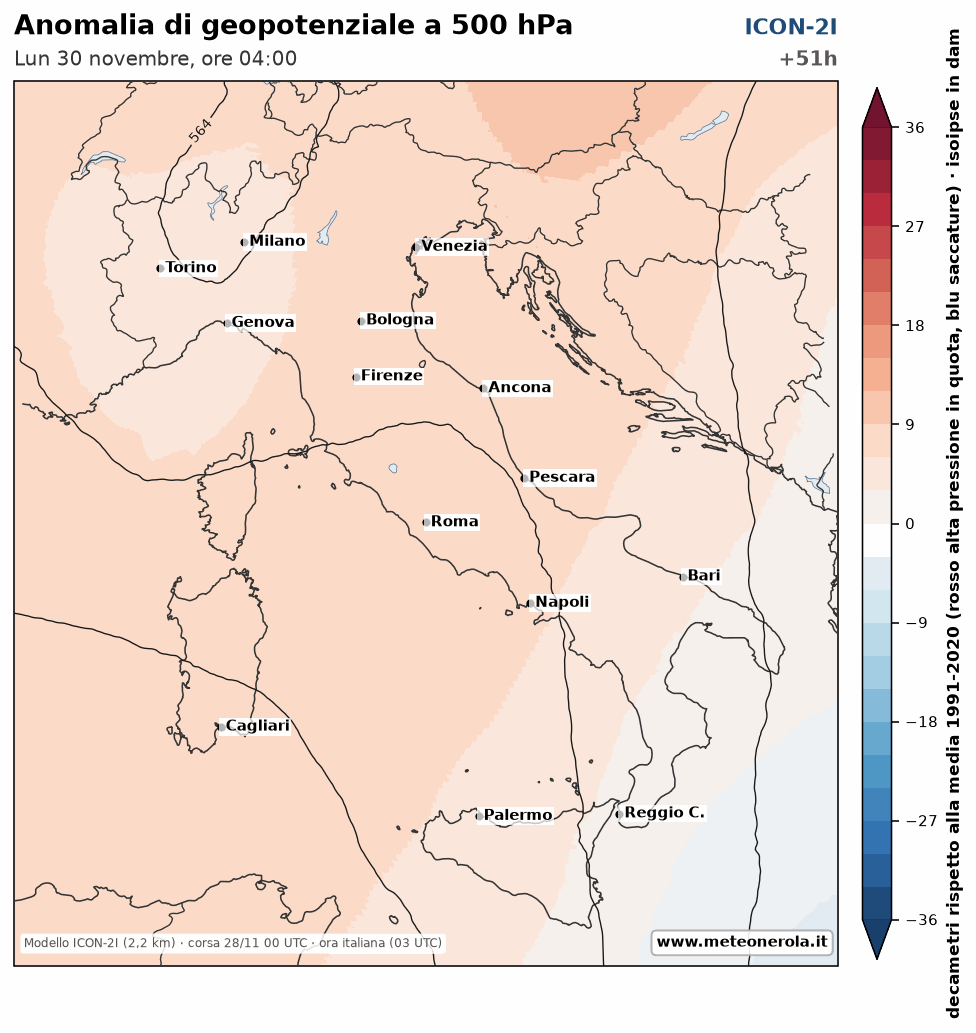 Anomalia di geopotenziale a 500 hPa
ICON-2I
Lun 30 novembre, ore 04:00
+51h
564
Milano
Venezia
Torino
Genova
Bologna
Firenze
Ancona
Pescara
Roma
Bari
Napoli
Cagliari
Palermo
Reggio C.
Modello ICON-2I (2,2 km) · corsa 28/11 00 UTC · ora italiana (03 UTC)
www.meteonerola.it
36
27
18
9
0
−9
−18
−27
−36
decametri rispetto alla media 1991-2020 (rosso alta pressione in quota, blu saccature) · isoipse in dam